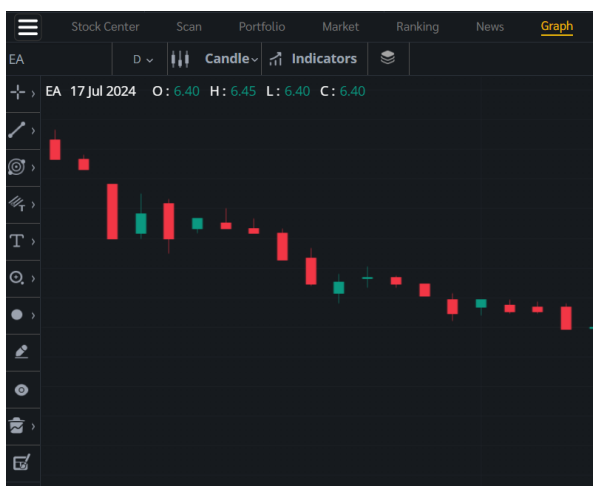 Stock Center Scan Portfolio Market Ranking News Graph
EA D Candle Indicators
EA 17 Jul 2024 O: 6.40 H: 6.45 L: 6.40 C: 6.40
T
T